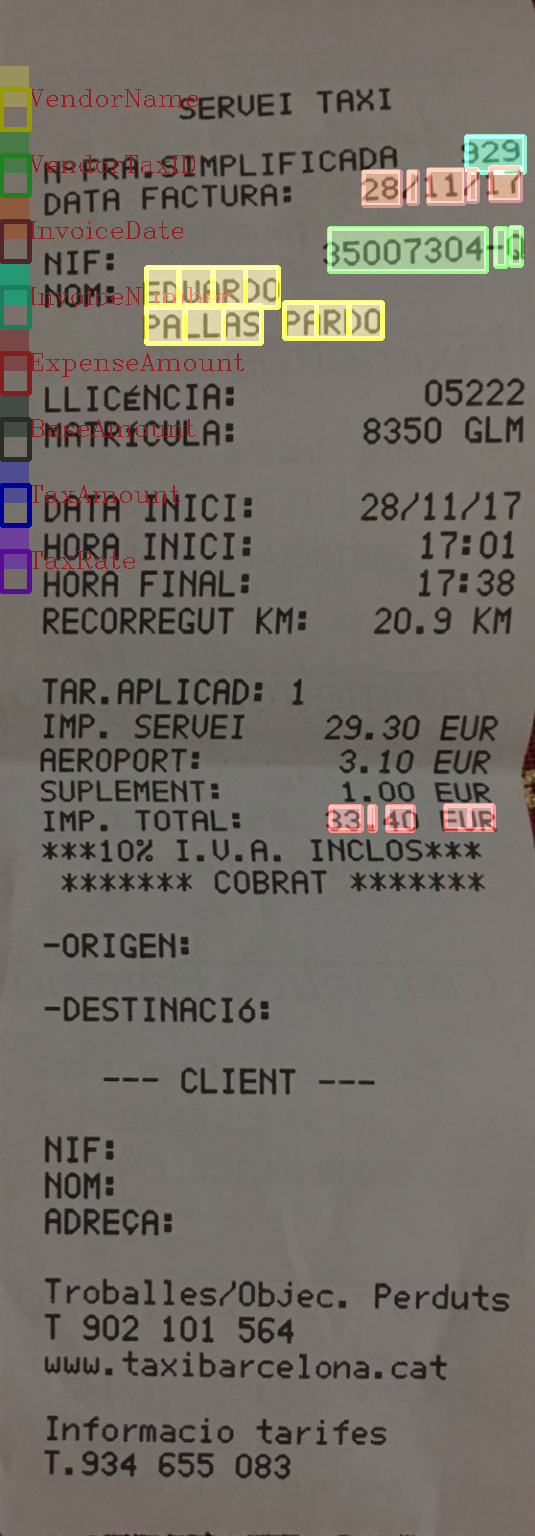 VendorName
SERVEI TAXI
VendorTaxID
Nº FRA.SIMPLIFICADA 929
DATA FACTURA: 28/11/17
InvoiceDate
NIF: 35007304-Q
InvoiceNumber
NOM: EDUARDO
PALLAS PARDO
ExpenseAmount
LLICÉNCIA: 05222
BaseAmount
MATRÍCULA: 8350 GLM
TaxAmount
DATA INICI: 28/11/17
HORA INICI: 17:01
TaxRate
HORA FINAL: 17:38
RECORREGUT KM: 20.9 KM
TAR.APLICAD: 1
IMP. SERVEI 29.30 EUR
AEROPORT: 3.10 EUR
SUPLEMENT: 1.00 EUR
IMP. TOTAL: 33.40 EUR
***10% I.V.A. INCLOS***
******* COBRAT *******
-ORIGEN:
-DESTINACIó:
--- CLIENT ---
NIF:
NOM:
ADREÇA:
Troballes/Objec. Perduts
T 902 101 564
www.taxibarcelona.cat
Informacio tarifes
T.934 655 083